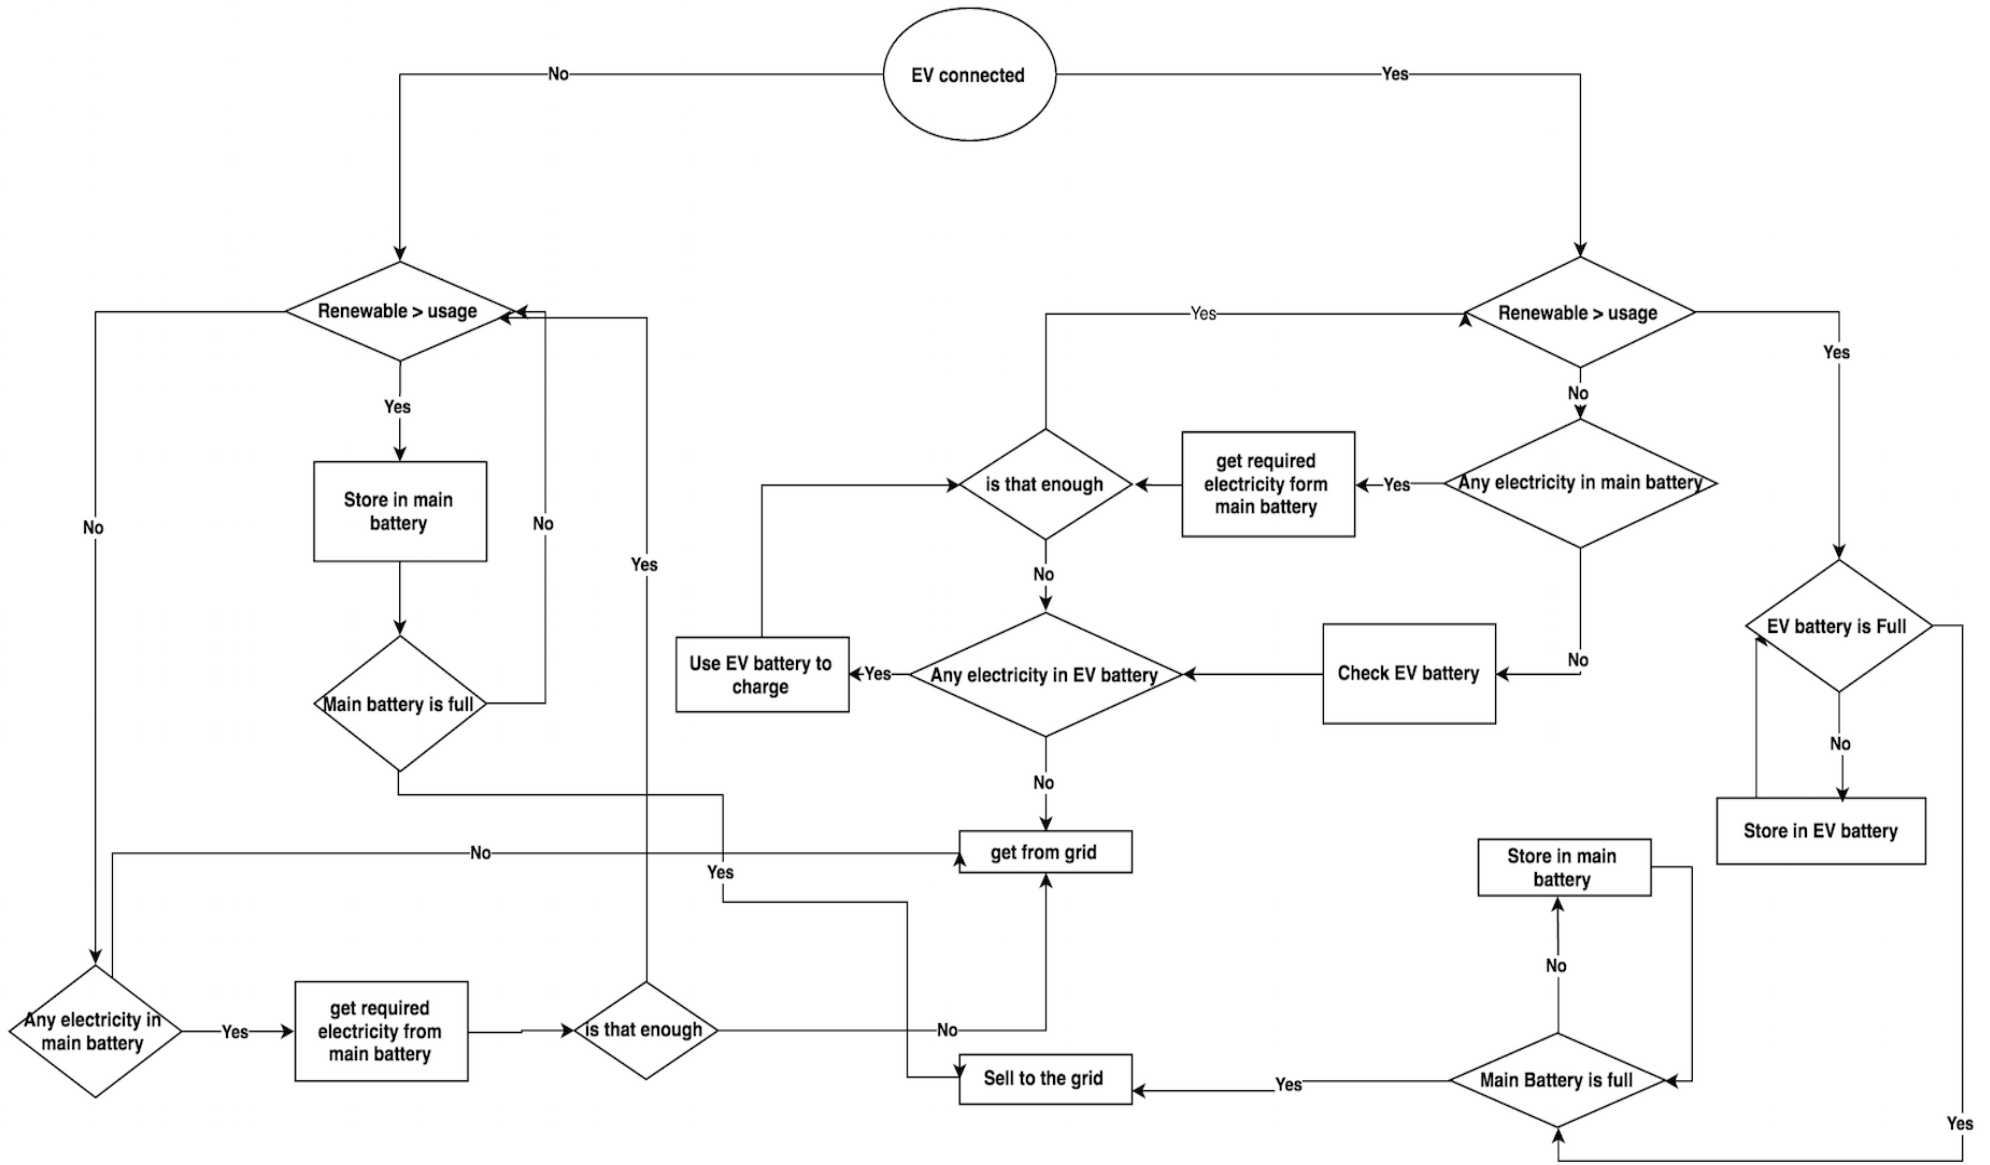 EV connected
No
Yes
Renewable > usage
Renewable > usage
Yes
Yes
No
Yes
is that enough
get required
electricity form
main battery
Yes
Any electricity in main battery
Store in main
battery
No
No
Yes
No
EV battery is Full
Use EV battery to
charge
Yes
Any electricity in EV battery
Check EV battery
No
Main battery is full
No
No
Store in EV battery
No
get from grid
Yes
Store in main
battery
No
Any electricity in
main battery
Yes
get required
electricity from
main battery
is that enough
No
Sell to the grid
Yes
Main Battery is full
Yes